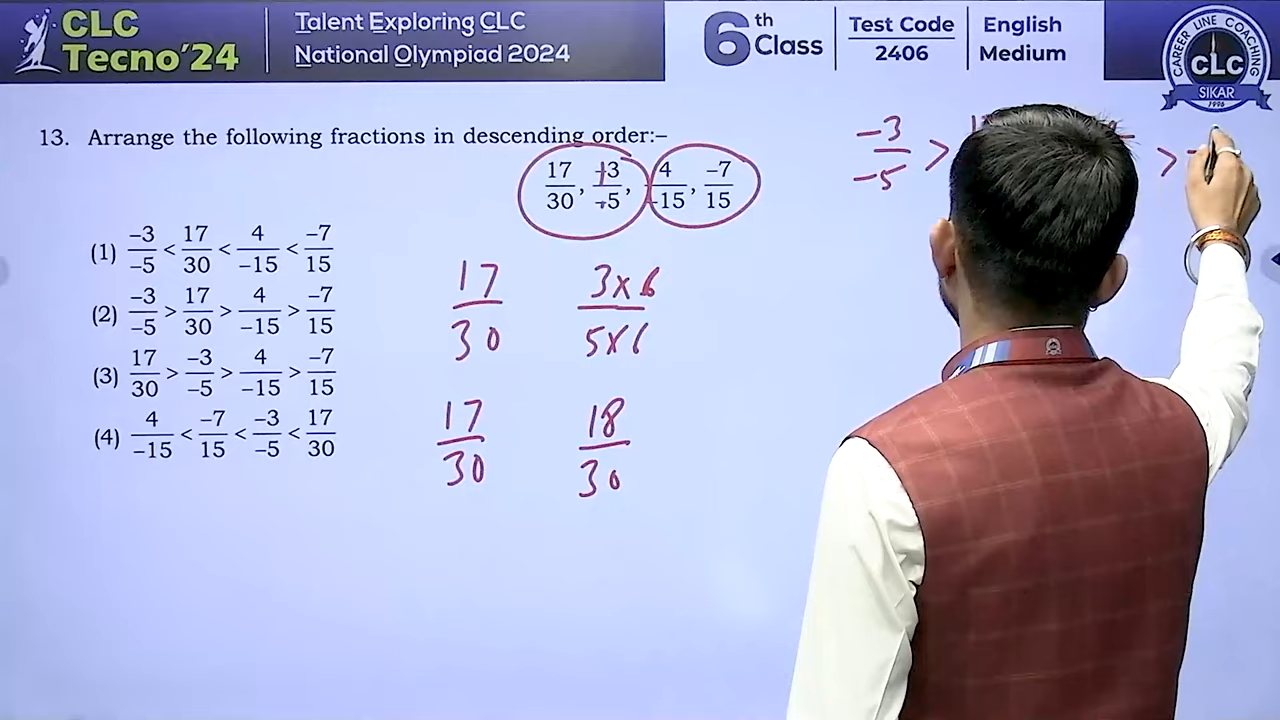 CLC
Tecno'24
Talent Exploring CLC
National Olympiad 2024
6th Class
Test Code
2406
English
Medium
CAREER LINE COACHING
CLC
SIKAR
1996
13. Arrange the following fractions in descending order:–
17/30, -3/-5, 4/-15, -7/15
(1) -3/-5 < 17/30 < 4/-15 < -7/15
(2) -3/-5 > 17/30 > 4/-15 > -7/15
(3) 17/30 > -3/-5 > 4/-15 > -7/15
(4) 4/-15 < -7/15 < -3/-5 < 17/30
17/30 3×6/5×6
17/30 18/30
-3/-5 >
>